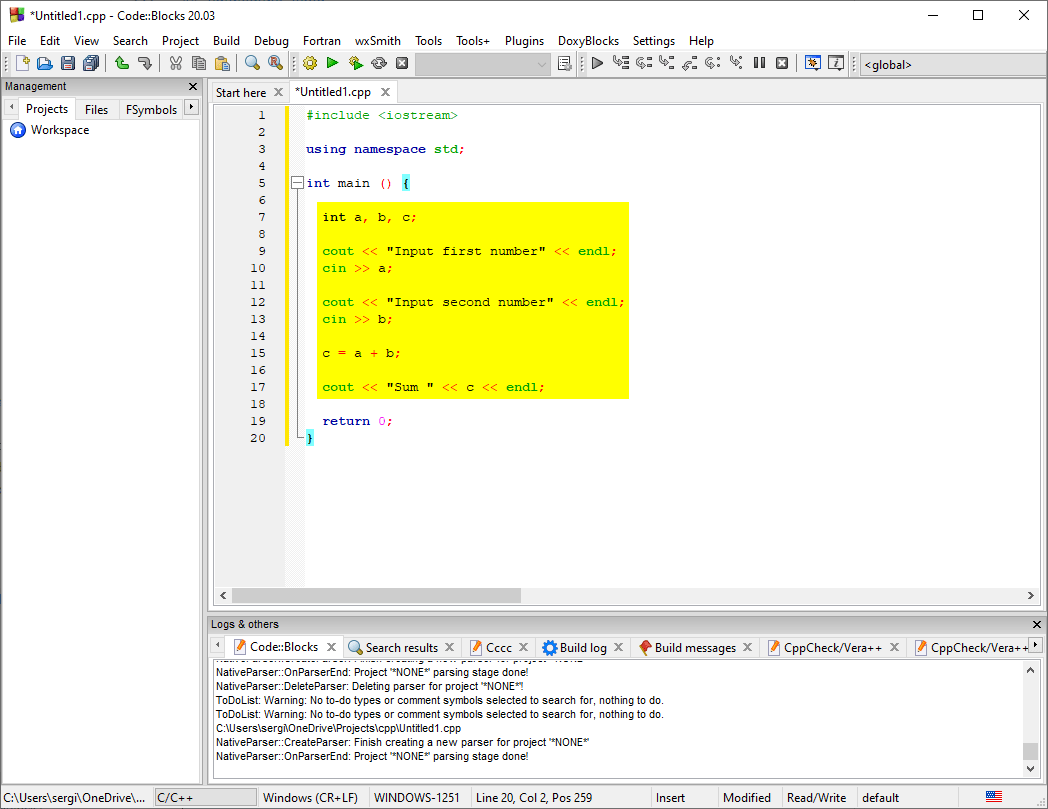 *Untitled1.cpp - Code::Blocks 20.03
File Edit View Search Project Build Debug Fortran wxSmith Tools Tools+ Plugins DoxyBlocks Settings Help
<global>
Management
Projects Files FSymbols
Workspace
Start here *Untitled1.cpp
1 #include <iostream>
2
3 using namespace std;
4
5 int main () {
6
7 int a, b, c;
8
9 cout << "Input first number" << endl;
10 cin >> a;
11
12 cout << "Input second number" << endl;
13 cin >> b;
14
15 c = a + b;
16
17 cout << "Sum " << c << endl;
18
19 return 0;
20 }
Logs & others
Code::Blocks Search results Cccc Build log Build messages CppCheck/Vera++ CppCheck/Vera++
NativeParser::CreateParser: Finish creating a new parser for project '*NONE*'
NativeParser::OnParserEnd: Project '*NONE*' parsing stage done!
NativeParser::DeleteParser: Deleting parser for project '*NONE*'!
ToDoList: Warning: No to-do types or comment symbols selected to search for, nothing to do.
ToDoList: Warning: No to-do types or comment symbols selected to search for, nothing to do.
C:\Users\sergi\OneDrive\Projects\cpp\Untitled1.cpp
NativeParser::CreateParser: Finish creating a new parser for project '*NONE*'
NativeParser::OnParserEnd: Project '*NONE*' parsing stage done!
C:\Users\sergi\OneDrive\... C/C++ Windows (CR+LF) WINDOWS-1251 Line 20, Col 2, Pos 259 Insert Modified Read/Write default